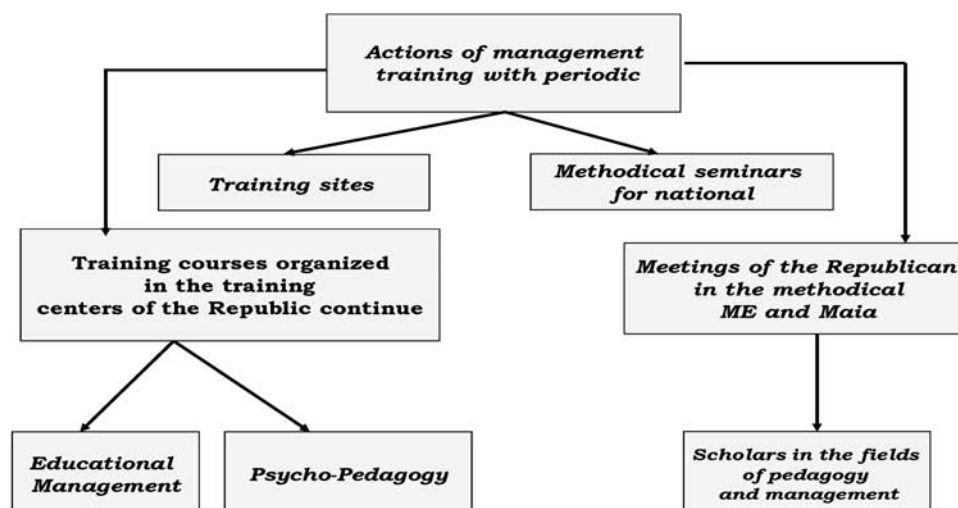 Actions of management
training with periodic
Training sites
Methodical seminars
for national
Training courses organized
in the training
centers of the Republic continue
Meetings of the Republican
in the methodical
ME and Maia
Educational
Management
Psycho-Pedagogy
Scholars in the fields
of pedagogy
and management